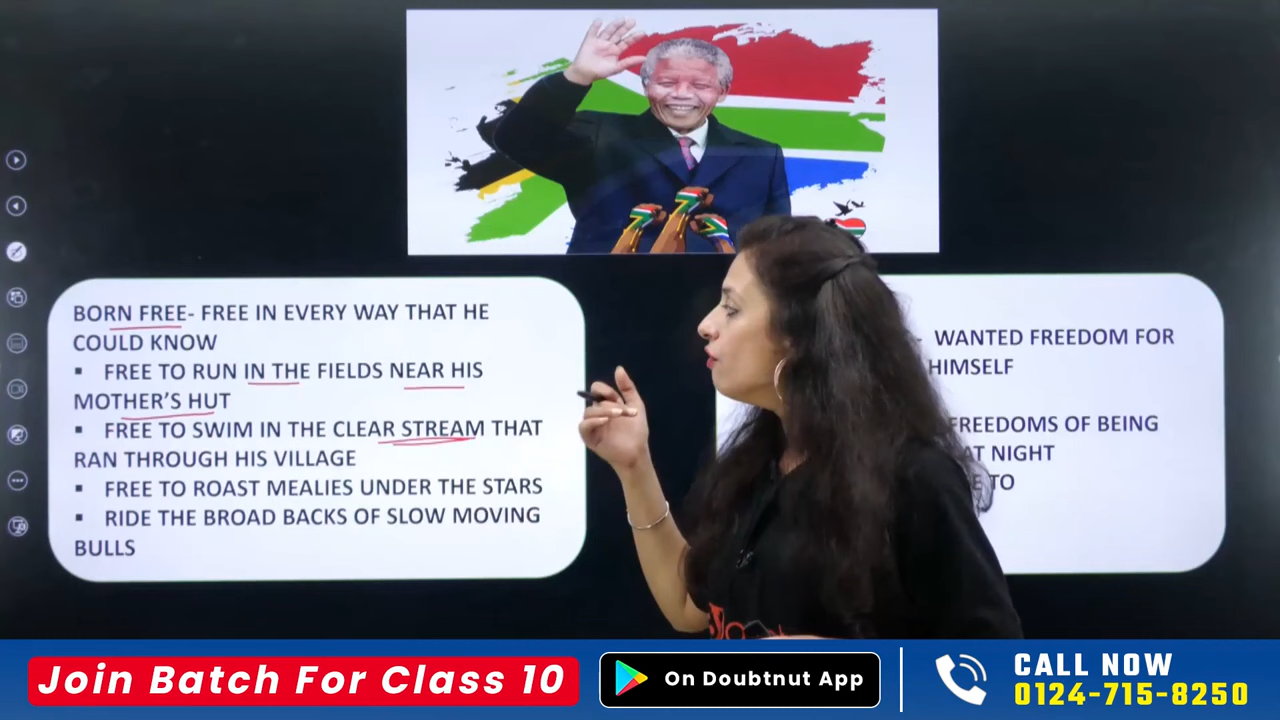 BORN FREE- FREE IN EVERY WAY THAT HE
COULD KNOW
▪ FREE TO RUN IN THE FIELDS NEAR HIS
MOTHER'S HUT
▪ FREE TO SWIM IN THE CLEAR STREAM THAT
RAN THROUGH HIS VILLAGE
▪ FREE TO ROAST MEALIES UNDER THE STARS
▪ RIDE THE BROAD BACKS OF SLOW MOVING
BULLS
- WANTED FREEDOM FOR
HIMSELF
FREEDOMS OF BEING
AT NIGHT
TO
Join Batch For Class 10
On Doubtnut App
CALL NOW
0124-715-8250